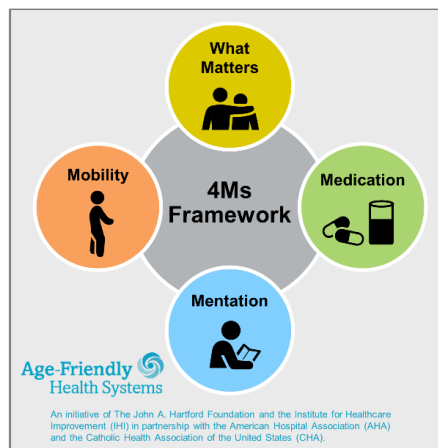 What
Matters
Mobility
4Ms
Framework
Medication
Mentation
Age-Friendly
Health Systems
An initiative of The John A. Hartford Foundation and the Institute for Healthcare
Improvement (IHI) in partnership with the American Hospital Association (AHA)
and the Catholic Health Association of the United States (CHA).